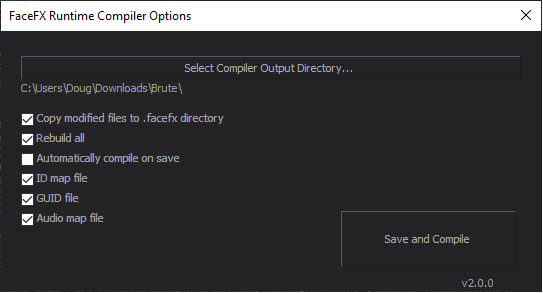 FaceFX Runtime Compiler Options
Select Compiler Output Directory...
C:\Users\Doug\Downloads\Brute\
Copy modified files to .facefx directory
Rebuild all
Automatically compile on save
ID map file
GUID file
Audio map file
Save and Compile
v2.0.0